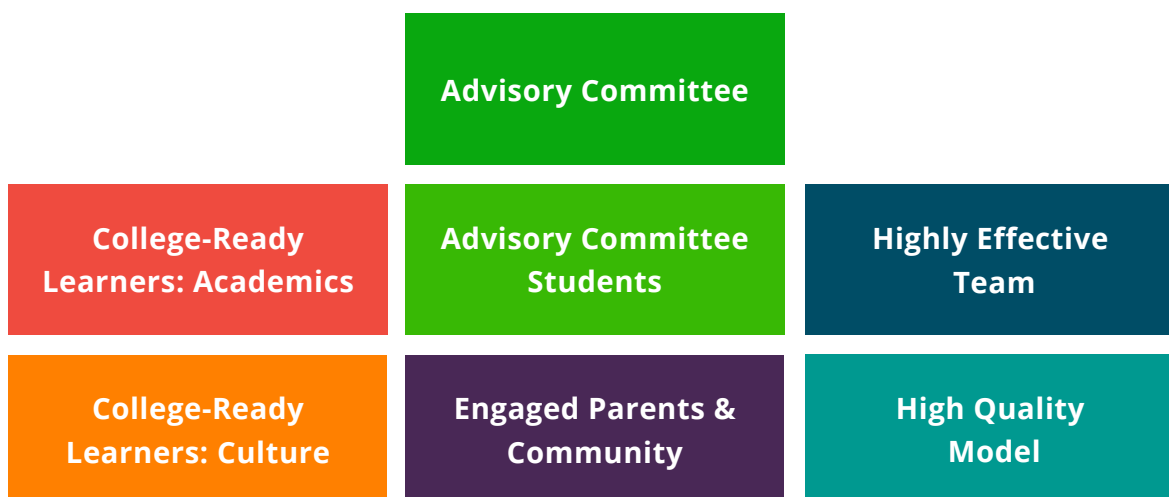 Advisory Committee
College-Ready
Learners: Academics
Advisory Committee
Students
Highly Effective
Team
College-Ready
Learners: Culture
Engaged Parents &
Community
High Quality
Model